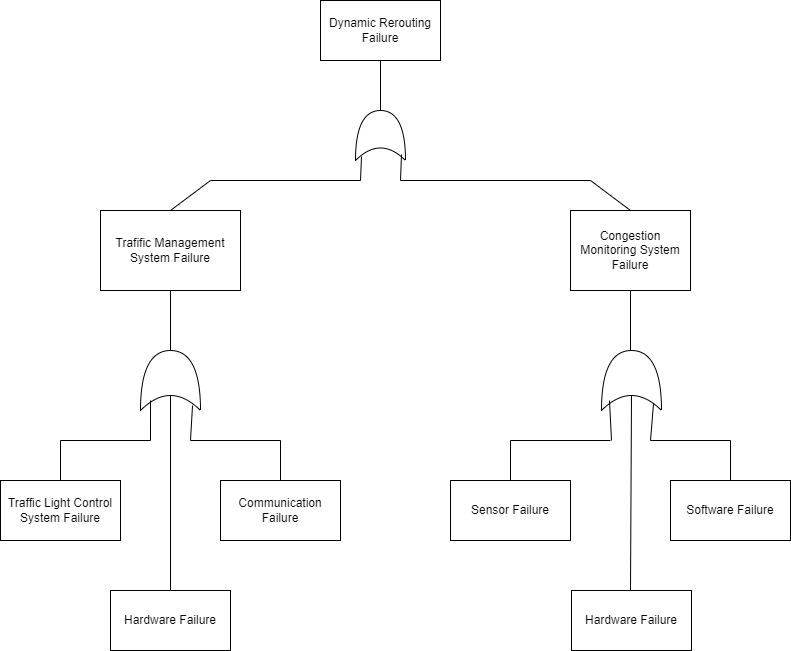 Dynamic Rerouting
Failure
Trafific Management
System Failure
Congestion
Monitoring System
Failure
Traffic Light Control
System Failure
Communication
Failure
Sensor Failure
Software Failure
Hardware Failure
Hardware Failure